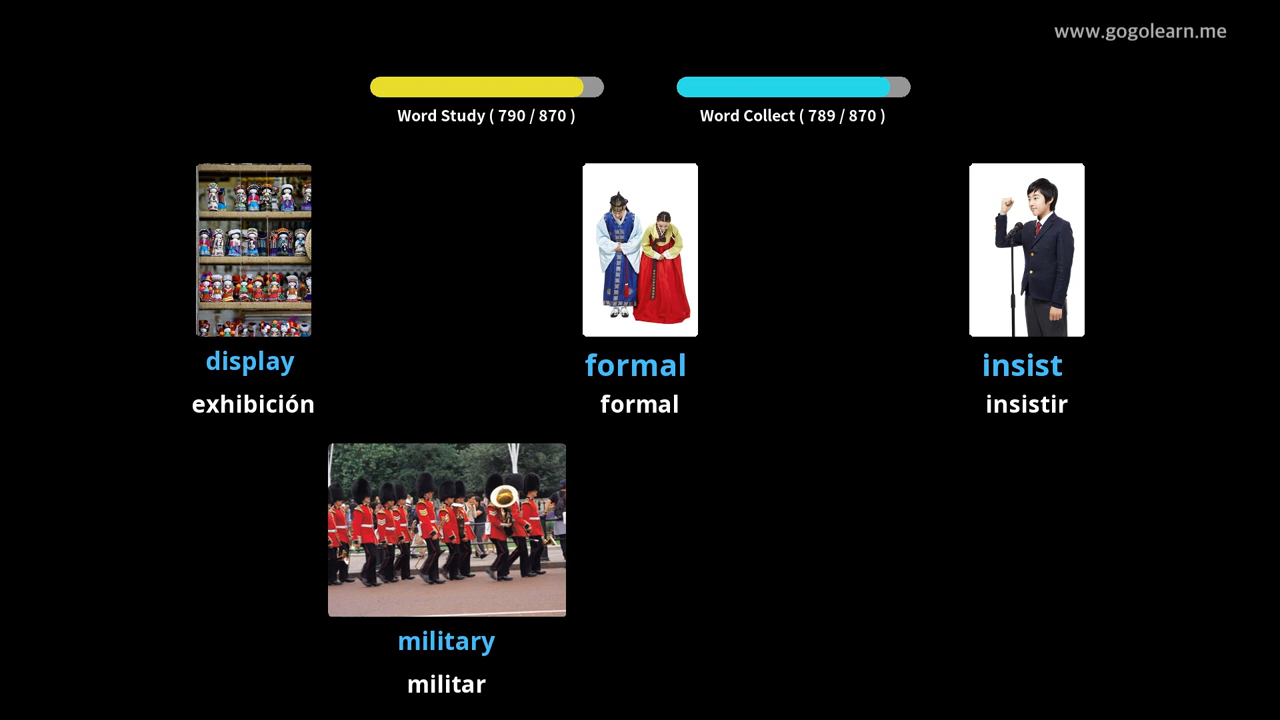 www.gogolearn.me
Word Study ( 790 / 870 )
Word Collect ( 789 / 870 )
display
exhibición
formal
formal
insist
insistir
military
militar